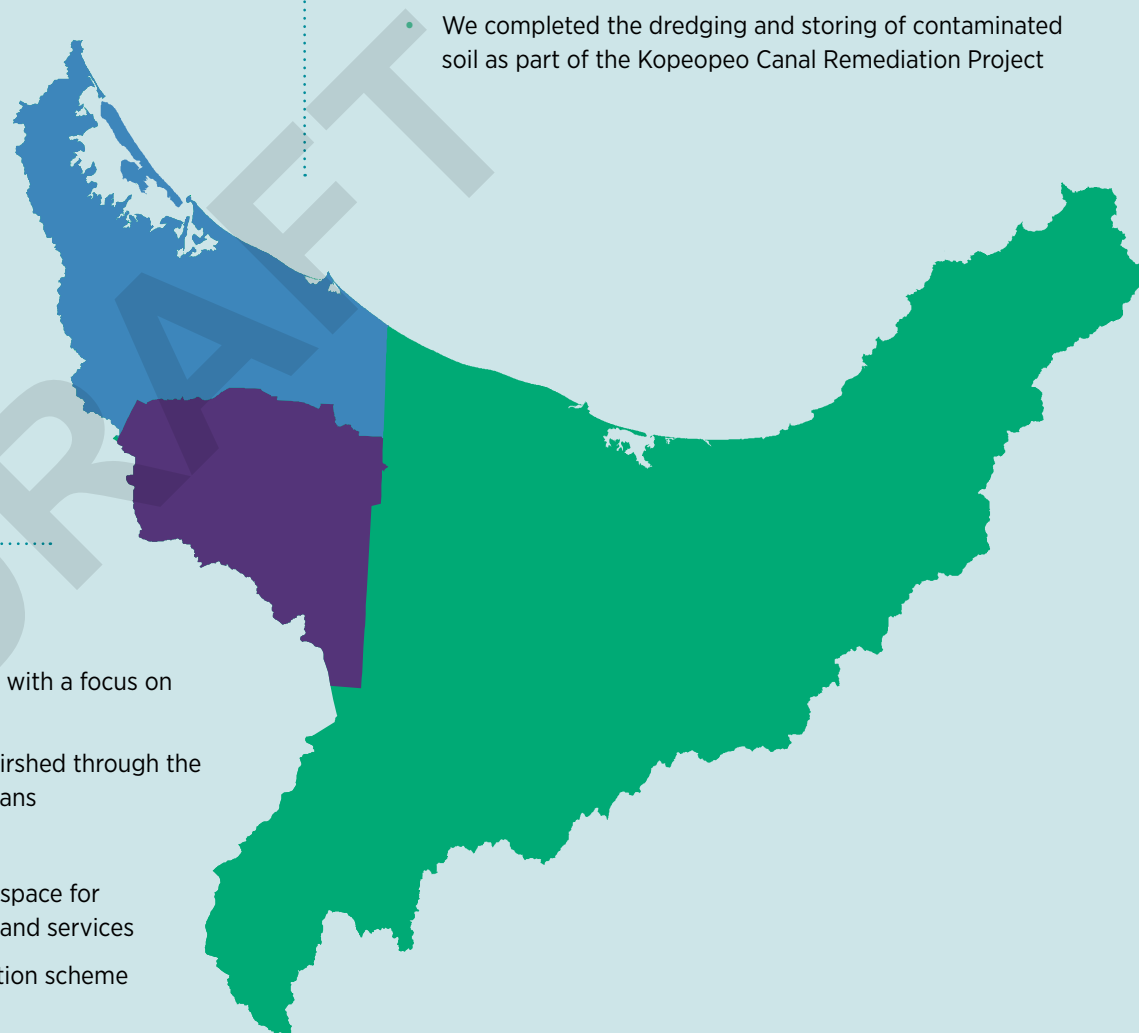 • We completed the dredging and storing of contaminated
soil as part of the Kopeopeo Canal Remediation Project
DRAFT
with a focus on
irshed through the
ans
space for
and services
tion scheme